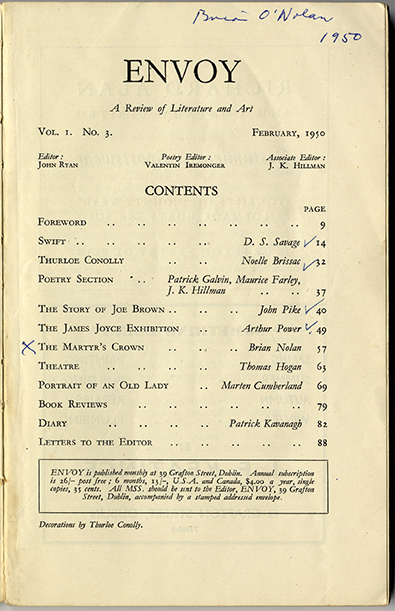 Brian O'Nolan
1950
ENVOY
A Review of Literature and Art
VOL. 1. No. 3. FEBRUARY, 1950
Editor : Poetry Editor : Associate Editor :
JOHN RYAN VALENTIN IREMONGER J. K. HILLMAN
CONTENTS
PAGE
FOREWORD .. .. .. .. .. .. .. 9
SWIFT .. .. .. .. .. D. S. Savage ✓ 14
THURLOE CONOLLY .. .. .. Noelle Brissac ✓ 32
POETRY SECTION .. Patrick Galvin, Maurice Farley,
J. K. Hillman .. .. 37
THE STORY OF JOE BROWN .. .. .. John Pike ✓ 40
THE JAMES JOYCE EXHIBITION Arthur Power ✓ 49
X THE MARTYR'S CROWN .. .. Brian Nolan 57
THEATRE .. .. .. .. Thomas Hogan 63
PORTRAIT OF AN OLD LADY .. Marten Cumberland 69
BOOK REVIEWS .. .. .. .. .. .. 79
DIARY .. .. .. .. Patrick Kavanagh 82
LETTERS TO THE EDITOR .. .. .. .. .. 88
ENVOY is published monthly at 39 Grafton Street, Dublin. Annual subscription
is 26/- post free ; 6 months, 13/-, U.S.A. and Canada, $4.00 a year, single
copies, 35 cents. All MSS. should be sent to the Editor, ENVOY, 39 Grafton
Street, Dublin, accompanied by a stamped addressed envelope.
Decorations by Thurloe Conolly.